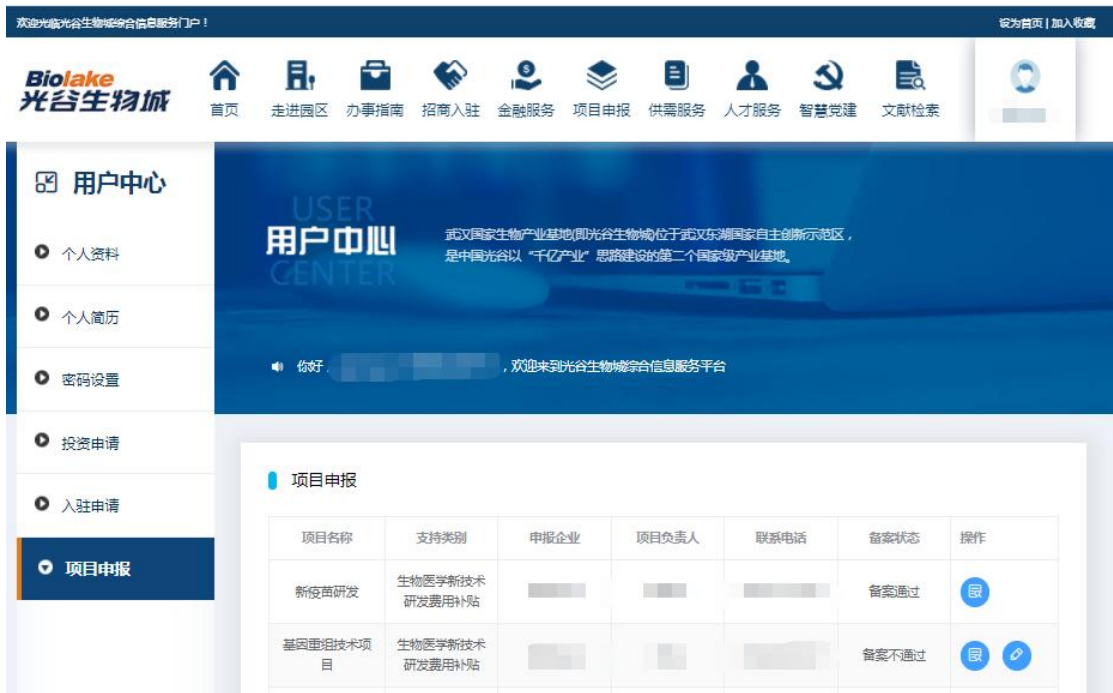 欢迎光临光谷生物城综合信息服务门户！
设为首页 | 加入收藏
Biolake
光谷生物城
首页
走进园区
办事指南
招商入驻
金融服务
项目申报
供需服务
人才服务
智慧党建
文献检索
用户中心
个人资料
个人简历
密码设置
投资申请
入驻申请
项目申报
USER
用户中心
CENTER
武汉国家生物产业基地(即光谷生物城)位于武汉东湖国家自主创新示范区，
是中国光谷以“千亿产业”思路建设的第二个国家级产业基地。
你好，
，欢迎来到光谷生物城综合信息服务平台
项目申报
项目名称 支持类别 申报企业 项目负责人 联系电话 备案状态 操作
新疫苗研发
生物医学新技术
研发费用补贴
备案通过
基因重组技术项
目
生物医学新技术
研发费用补贴
备案不通过